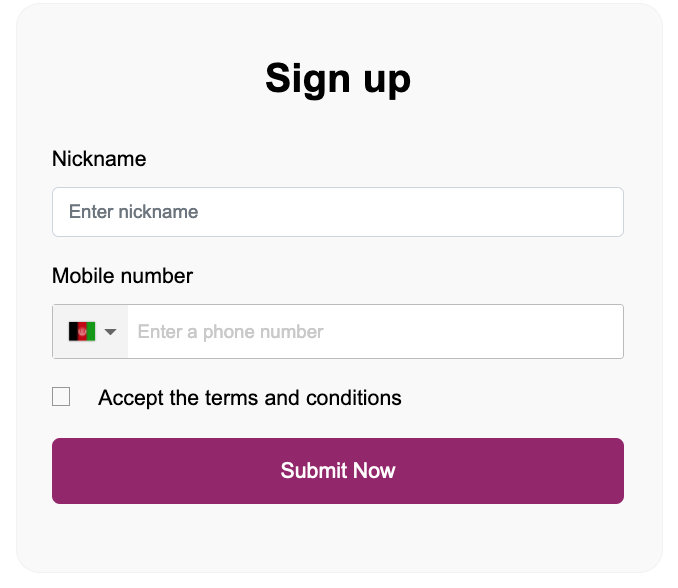 Sign up
Nickname
Enter nickname
Mobile number
Enter a phone number
Accept the terms and conditions
Submit Now